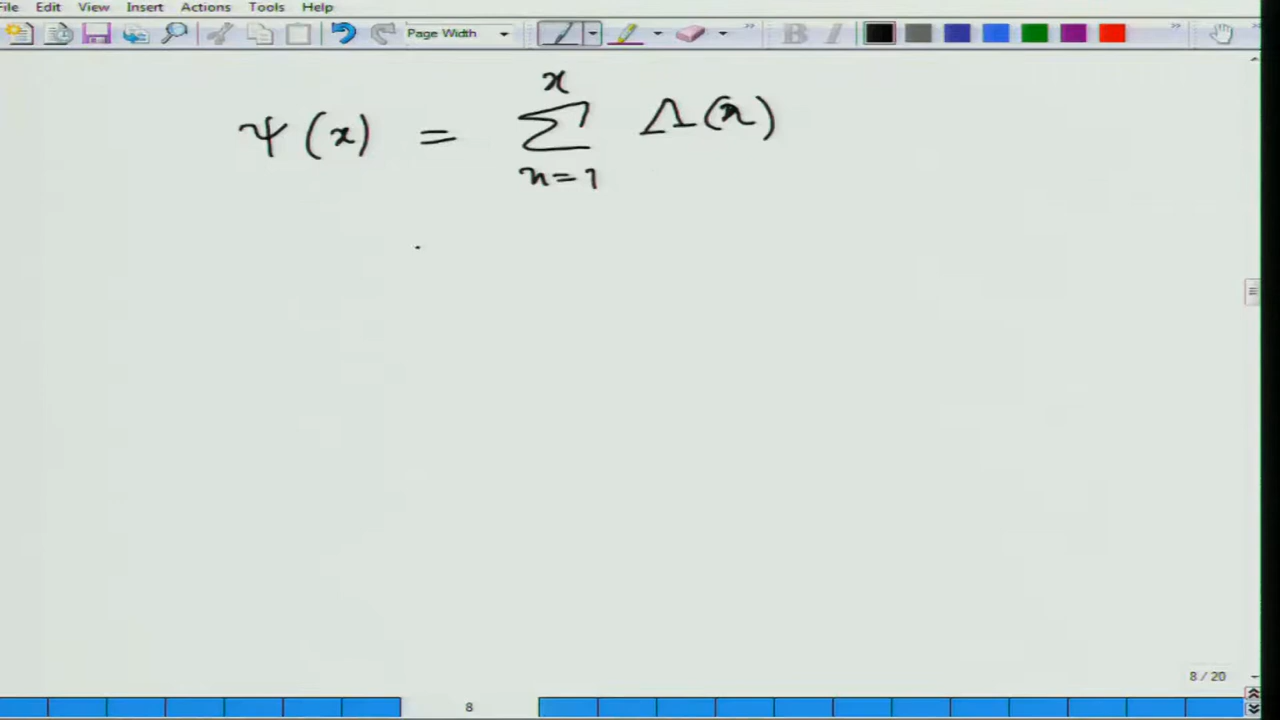 File Edit View Insert Actions Tools Help
Page Width B I
x
Ψ(x) = Σ Λ(n)
n=1
8 / 20
8